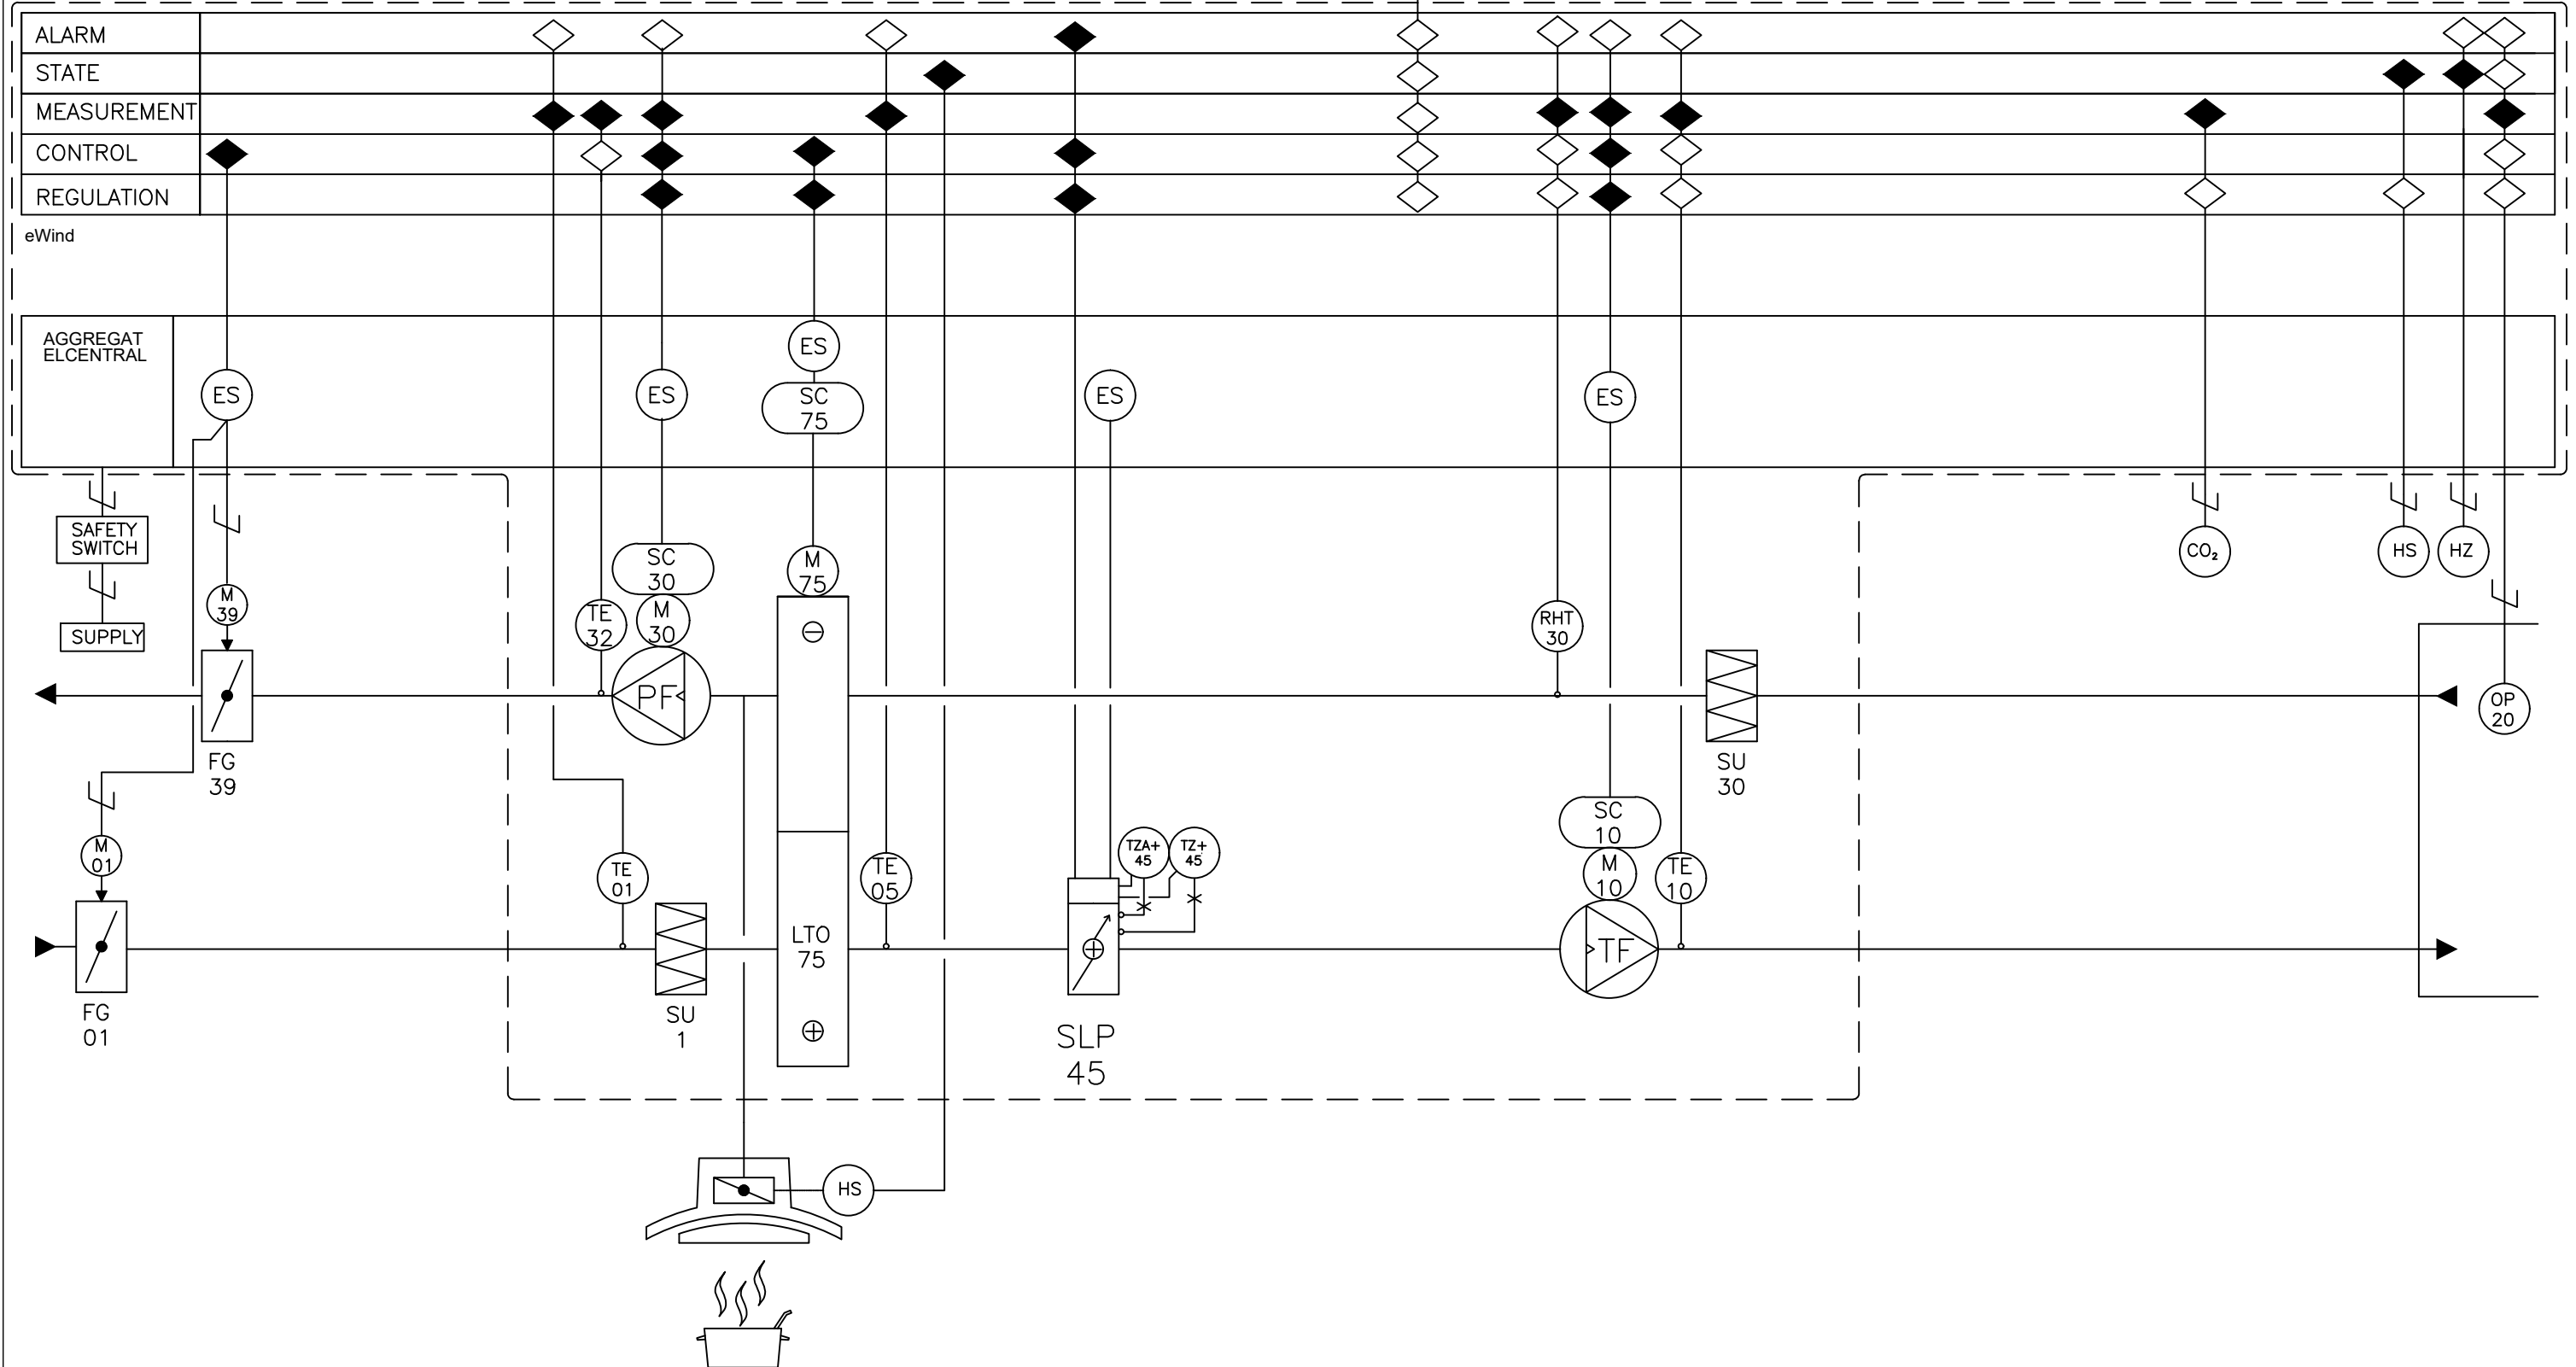 ALARM
STATE
MEASUREMENT
CONTROL
REGULATION
eWind
AGGREGAT
ELCENTRAL
ES
ES
ES
SC
75
ES
ES
SAFETY
SWITCH
SUPPLY
M
39
FG
39
M
01
FG
01
TE
32
SC
30
M
30
PF
M
75
TE
01
SU
1
LTO
75
TE
05
SLP
45
TZA+
45
TZ+
45
RHT
30
SC
10
M
10
TF
TE
10
SU
30
CO₂
HS
HZ
OP
20
HS